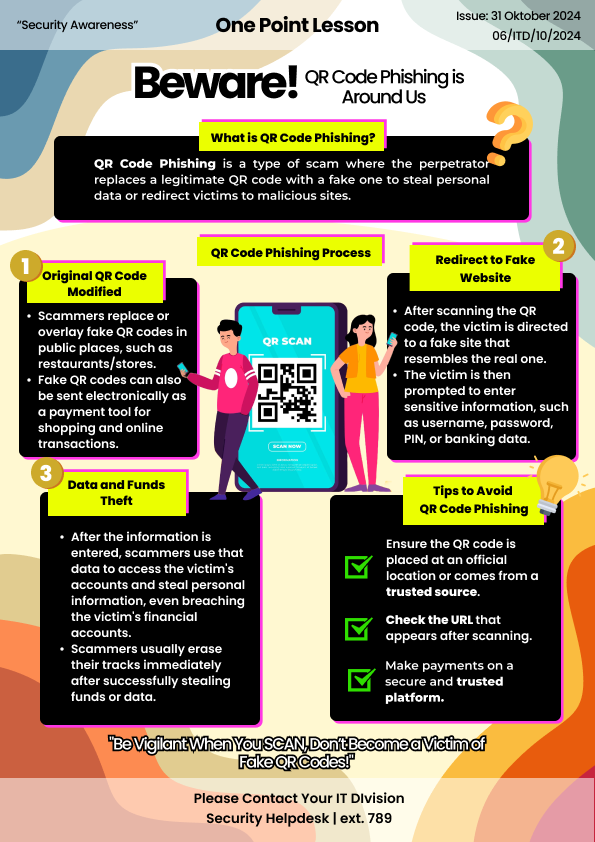 “Security Awareness”
One Point Lesson
Issue: 31 Oktober 2024
06/ITD/10/2024
Beware!
QR Code Phishing is
Around Us
What is QR Code Phishing?
QR Code Phishing is a type of scam where the perpetrator
replaces a legitimate QR code with a fake one to steal personal
data or redirect victims to malicious sites.
QR Code Phishing Process
1
Original QR Code
Modified
• Scammers replace or
overlay fake QR codes in
public places, such as
restaurants/stores.
• Fake QR codes can also
be sent electronically as
a payment tool for
shopping and online
transactions.
QR SCAN
SCAN NOW
2
Redirect to Fake
Website
• After scanning the QR
code, the victim is directed
to a fake site that
resembles the real one.
• The victim is then
prompted to enter
sensitive information, such
as username, password,
PIN, or banking data.
3
Data and Funds
Theft
• After the information is
entered, scammers use that
data to access the victim's
accounts and steal personal
information, even breaching
the victim's financial
accounts.
• Scammers usually erase
their tracks immediately
after successfully stealing
funds or data.
Tips to Avoid
QR Code Phishing
Ensure the QR code is
placed at an official
location or comes from a
trusted source.
Check the URL that
appears after scanning.
Make payments on a
secure and trusted
platform.
"Be Vigilant When You SCAN, Don't Become a Victim of
Fake QR Codes!"
Please Contact Your IT DIvision
Security Helpdesk | ext. 789